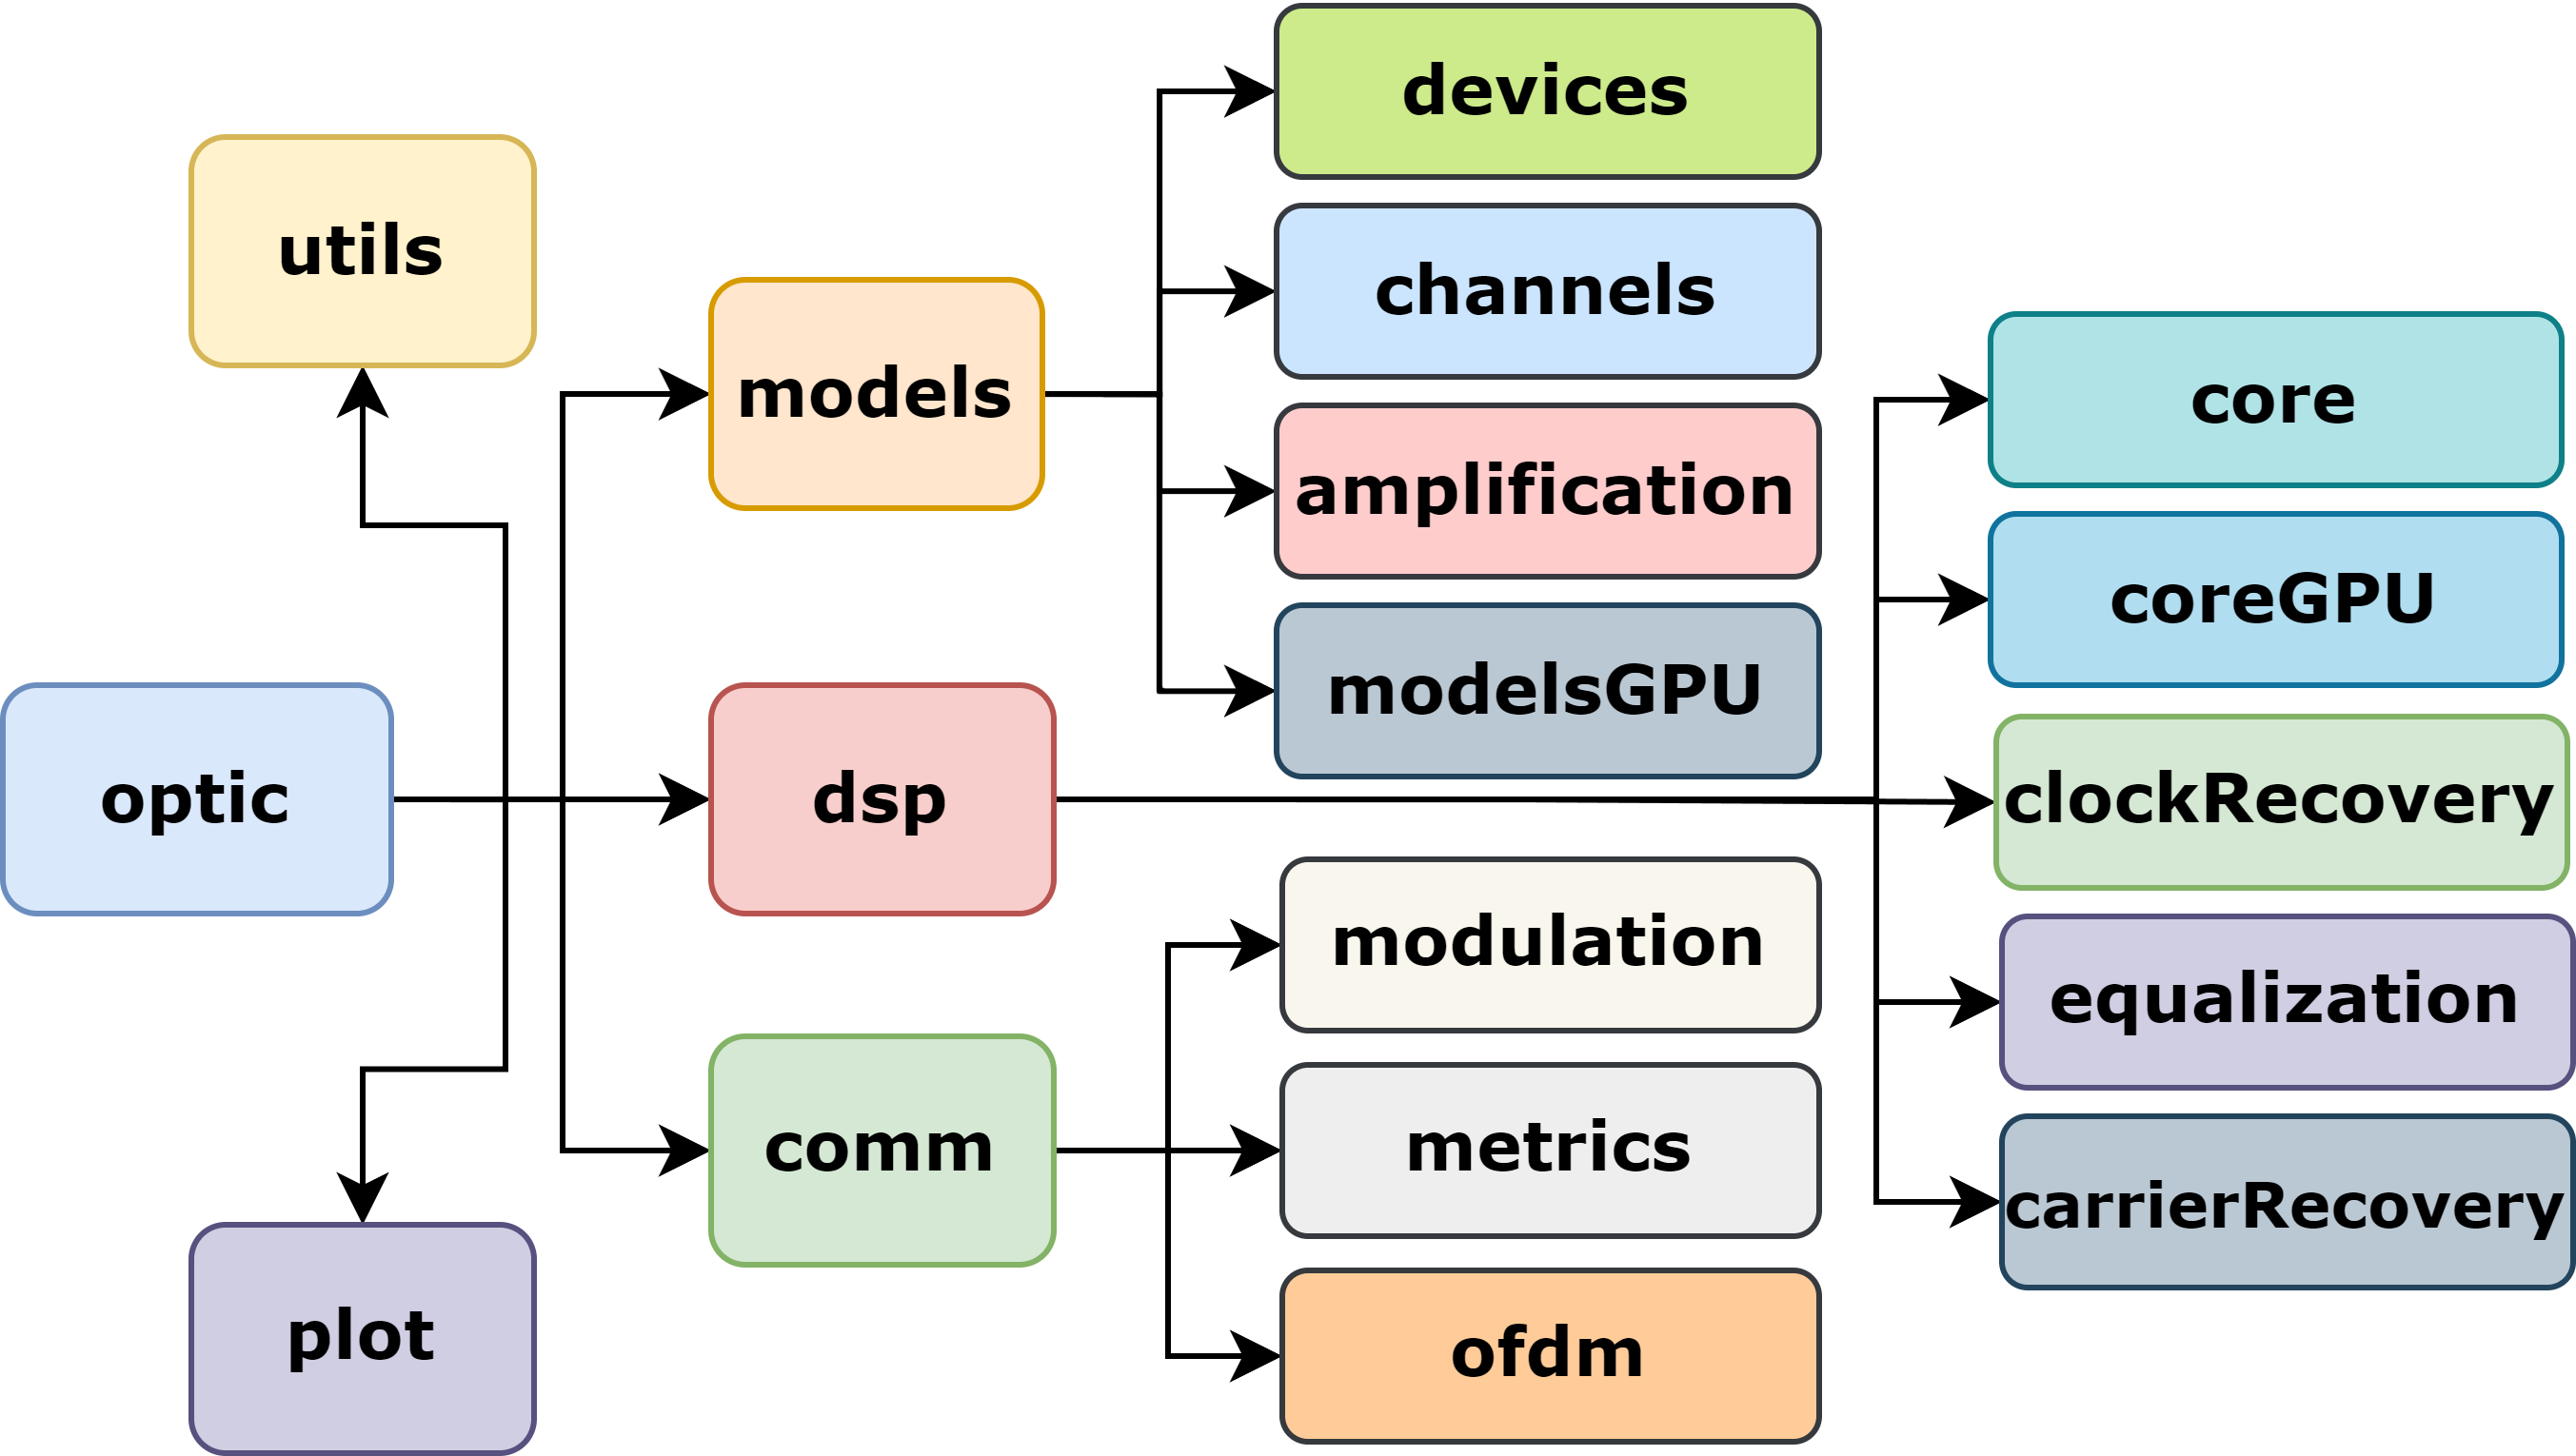 optic
utils
plot
models
dsp
comm
devices
channels
amplification
modelsGPU
modulation
metrics
ofdm
core
coreGPU
clockRecovery
equalization
carrierRecovery